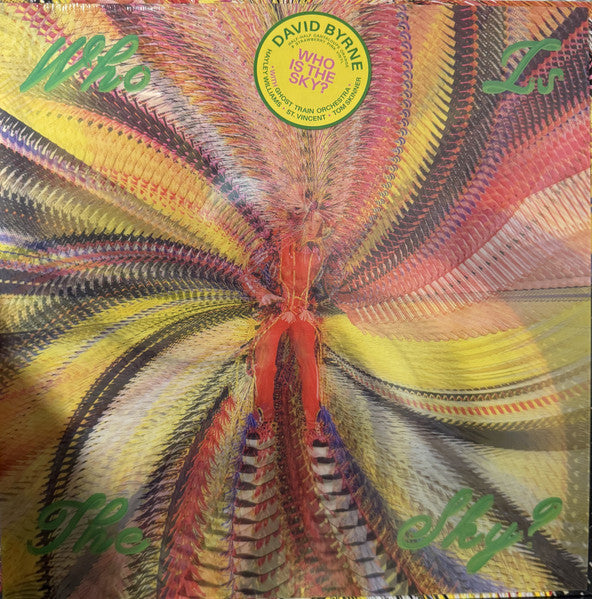 Who Is
The Sky?
DAVID BYRNE
WHO
IS THE
SKY?
•WITH GHOST TRAIN ORCHESTRA•
HAYLEY WILLIAMS • ST VINCENT • TOM SKINNER